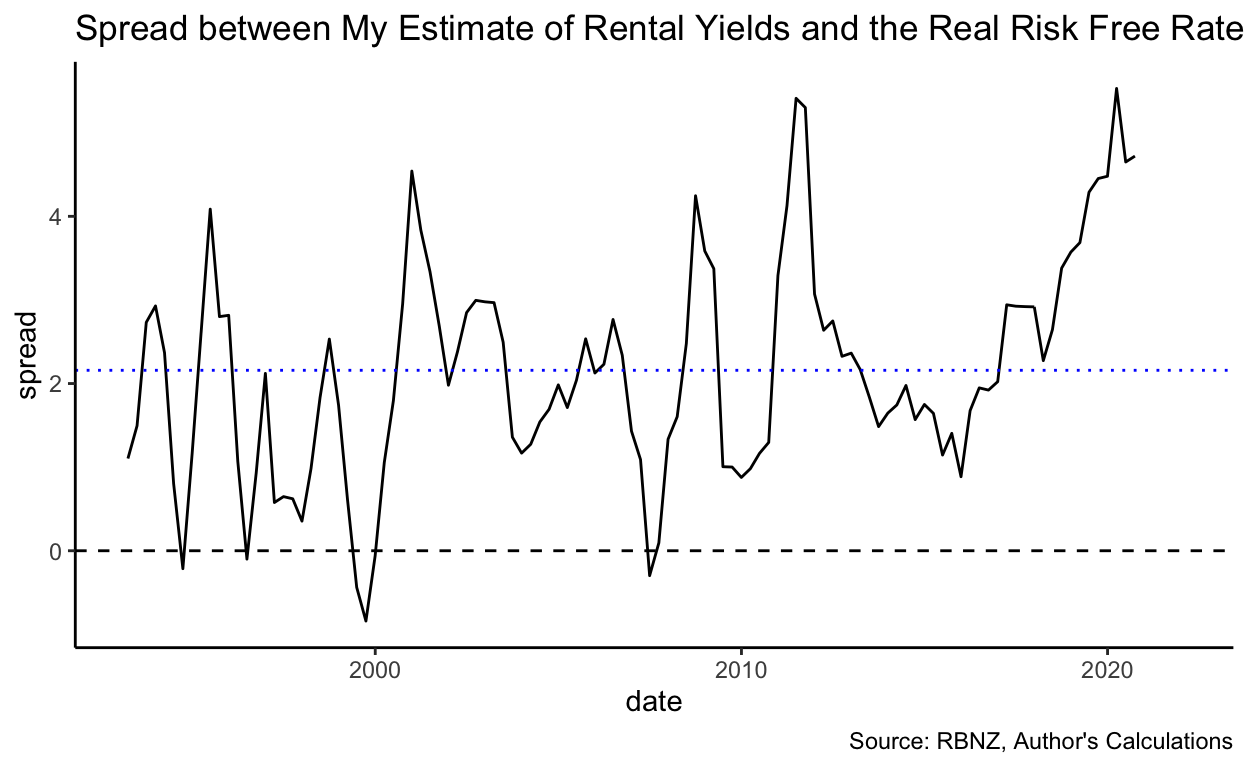 Spread between My Estimate of Rental Yields and the Real Risk Free Rate
4
2
0
spread
2000
2010
2020
date
Source: RBNZ, Author's Calculations